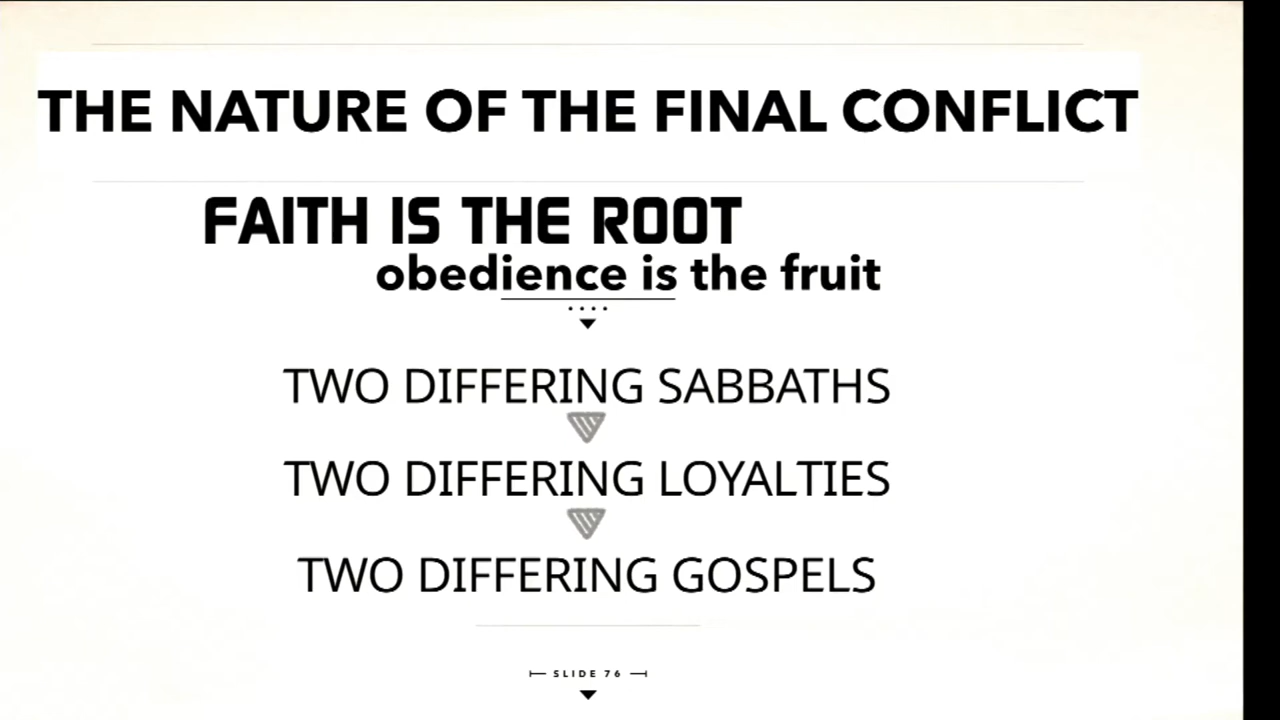 THE NATURE OF THE FINAL CONFLICT
FAITH IS THE ROOT
obedience is the fruit
TWO DIFFERING SABBATHS
TWO DIFFERING LOYALTIES
TWO DIFFERING GOSPELS
SLIDE 76